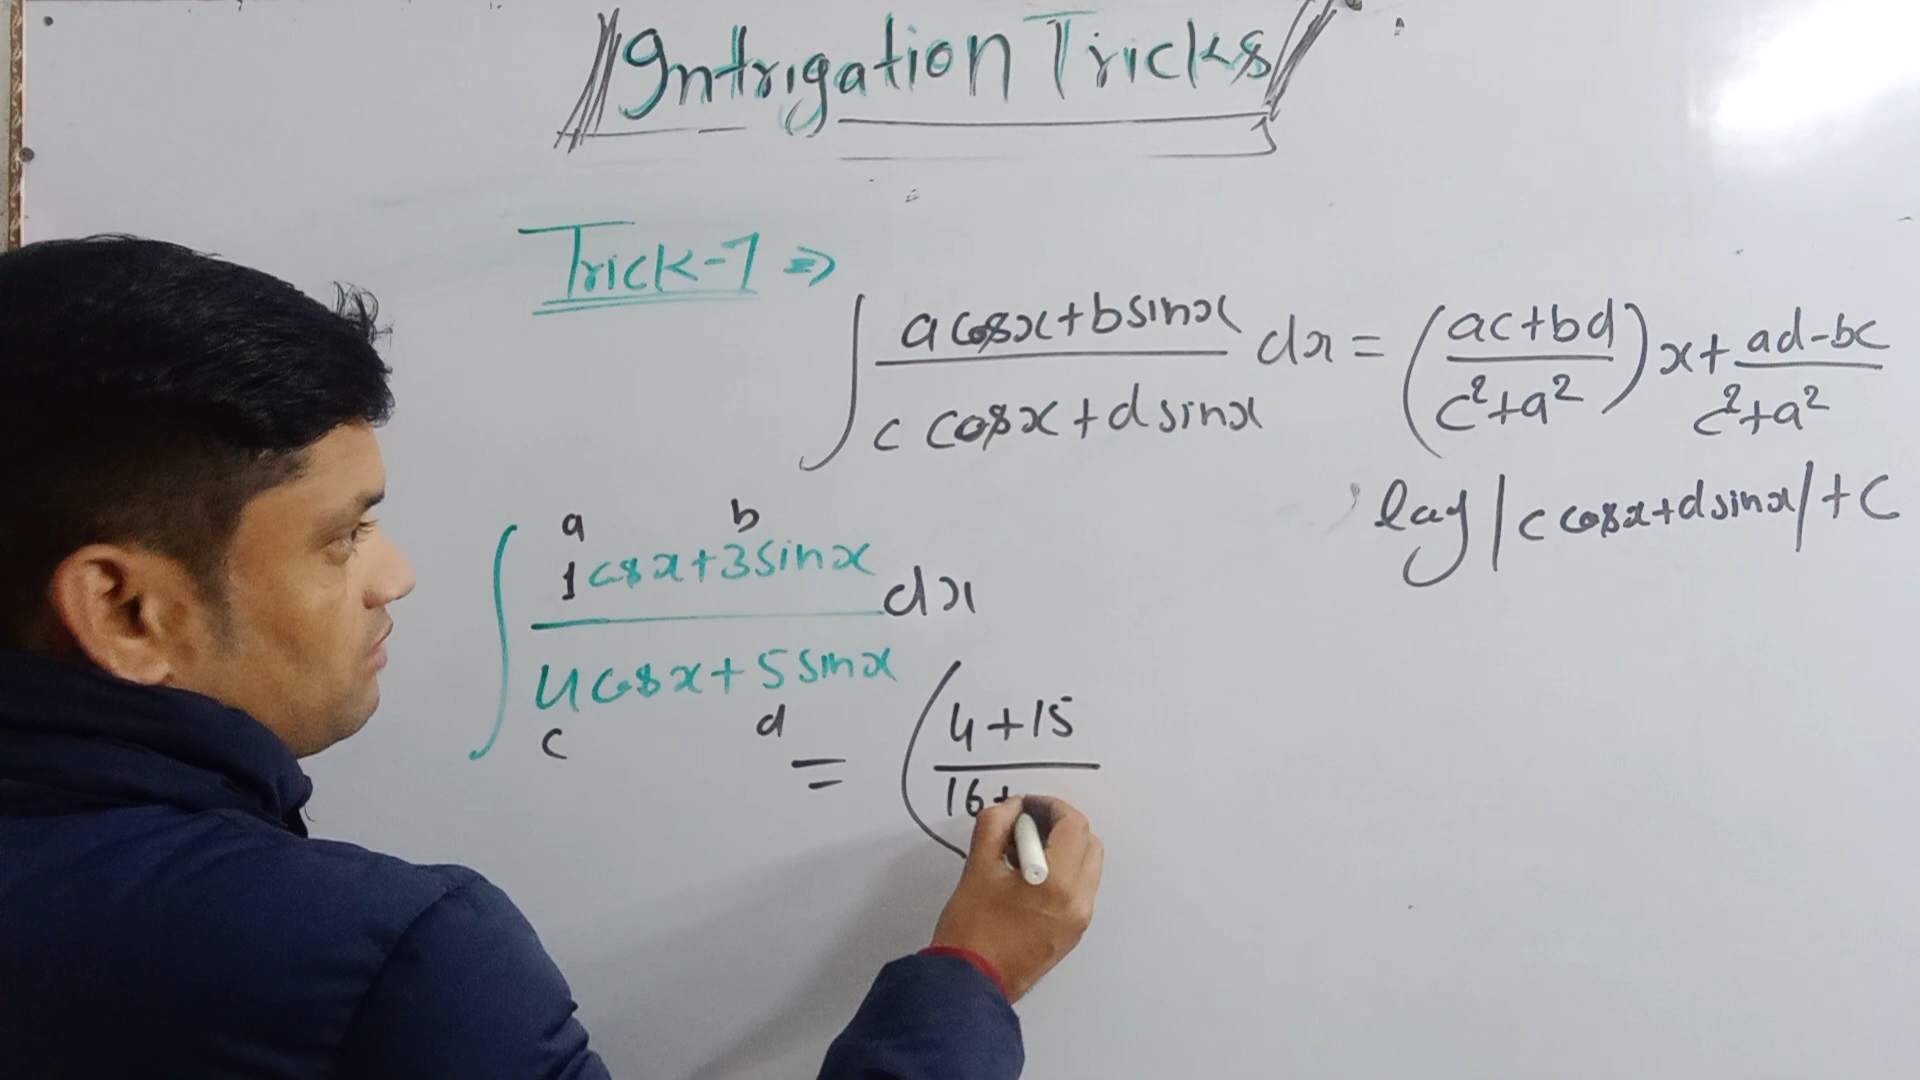 Intrigation Tricks
Trick-1 ⇒
∫ (a cosx + b sinx) / (c cosx + d sinx) dx = ((ac+bd) / (c²+a²)) x + (ad-bc) / (c²+a²)
log |c cosx + d sinx| + C
a b
∫ (1 cosx + 3 sinx) / (4 cosx + 5 sinx) dx
c d
= ( (4+15) / (16+